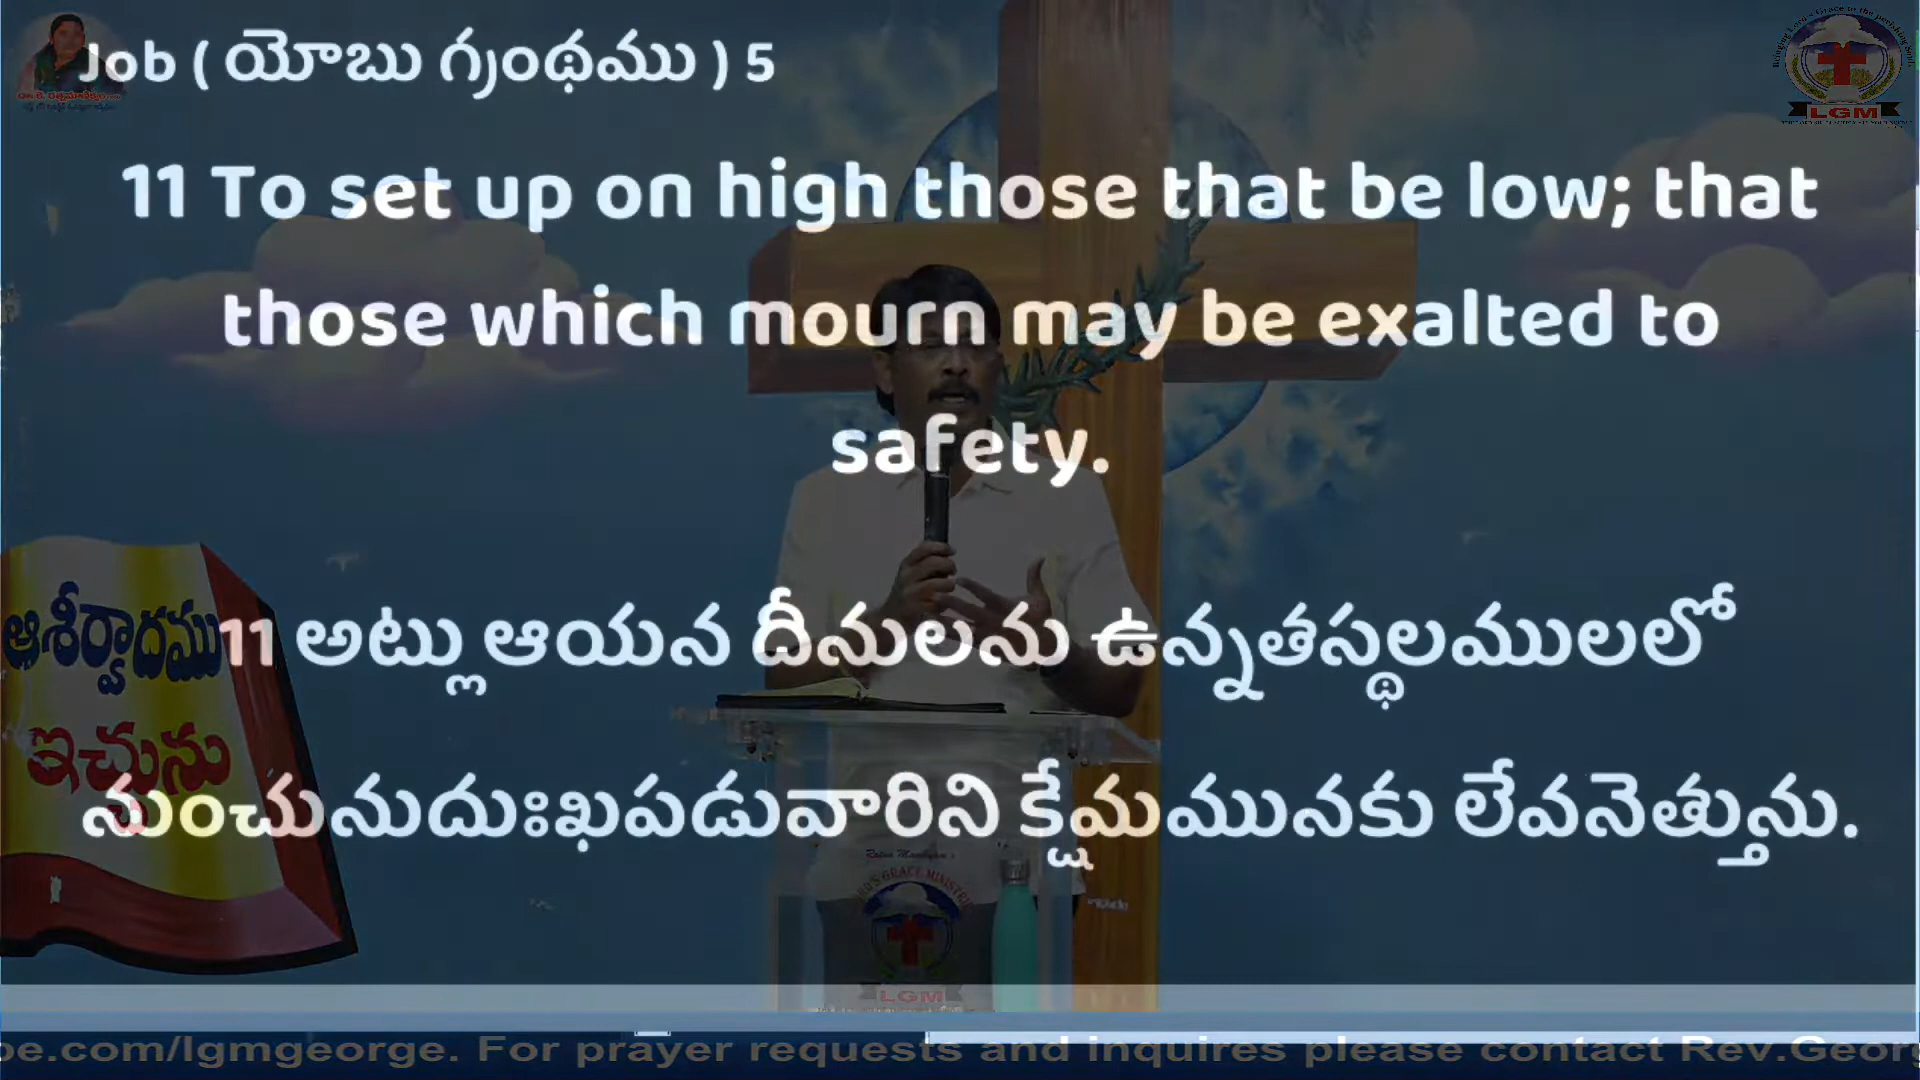 Job ( యోబు గ్రంథము ) 5
11 To set up on high those that be low; that
those which mourn may be exalted to
safety.
ఆశీర్వాదము
ఇచ్చును
11 అట్లు ఆయన దీనులను ఉన్నతస్థలములలో
నుంచునుదుఃఖపడువారిని క్షేమమునకు లేవనెత్తును.
LGM
LGM
be.com/lgmgeorge. For prayer requests and inquires please contact Rev.Georg